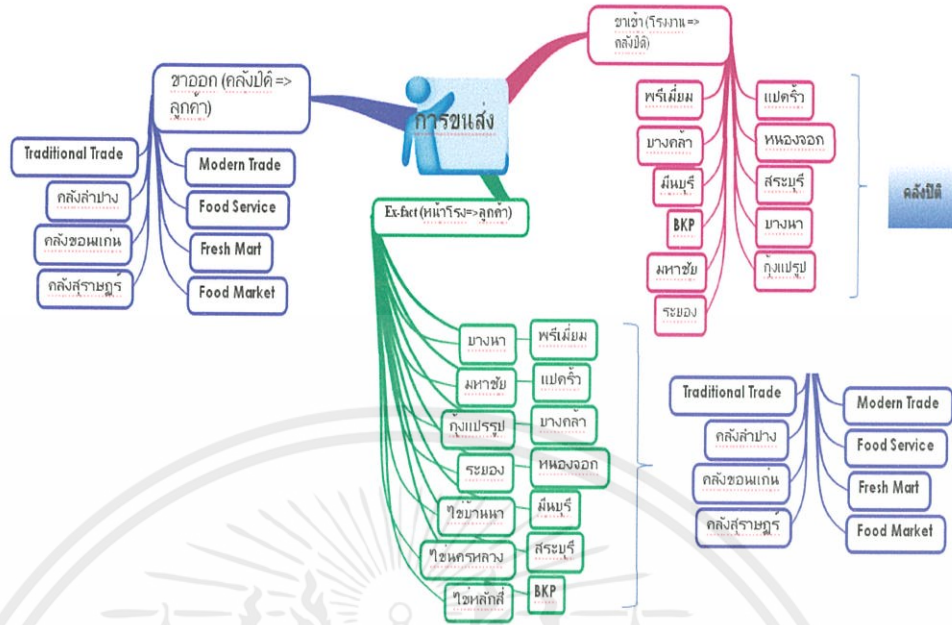 การขนส่ง
ขาออก (คลังปิติ =>
ลูกค้า)
Traditional Trade
คลังลำปาง
คลังขอนแก่น
คลังสุราษฎร์
Modern Trade
Food Service
Fresh Mart
Food Market
ขาเข้า (โรงงาน =>
คลังปิติ)
พรีเมี่ยม
บางคล้า
มีนบุรี
BKP
มหาชัย
ระยอง
แปดริ้ว
หนองจอก
สระบุรี
บางนา
กุ้งแปรรูป
คลังปิติ
Ex-fact (หน้าโรง=>ลูกค้า)
บางนา
มหาชัย
กุ้งแปรรูป
ระยอง
ไข่บ้านนา
ไข่นครหลวง
ไข่หลักสี่
พรีเมี่ยม
แปดริ้ว
บางคล้า
หนองจอก
มีนบุรี
สระบุรี
BKP
Traditional Trade
คลังลำปาง
คลังขอนแก่น
คลังสุราษฎร์
Modern Trade
Food Service
Fresh Mart
Food Market